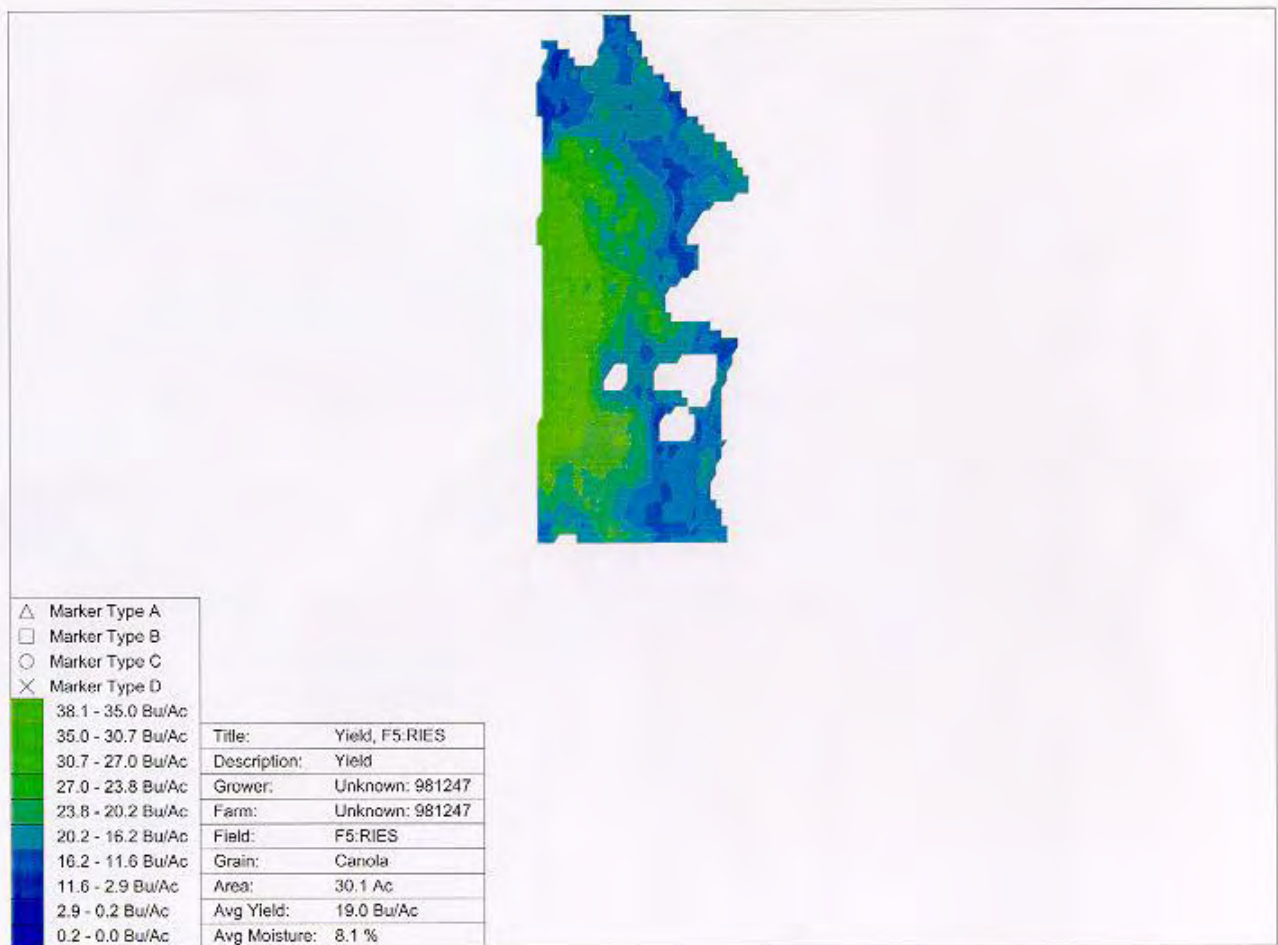 Marker Type A
Marker Type B
Marker Type C
Marker Type D
38.1 - 35.0 Bu/Ac
35.0 - 30.7 Bu/Ac
30.7 - 27.0 Bu/Ac
27.0 - 23.8 Bu/Ac
23.8 - 20.2 Bu/Ac
20.2 - 16.2 Bu/Ac
16.2 - 11.6 Bu/Ac
11.6 - 2.9 Bu/Ac
2.9 - 0.2 Bu/Ac
0.2 - 0.0 Bu/Ac
Title: Yield, F5:RIES
Description: Yield
Grower: Unknown: 981247
Farm: Unknown: 981247
Field: F5:RIES
Grain: Canola
Area: 30.1 Ac
Avg Yield: 19.0 Bu/Ac
Avg Moisture: 8.1 %